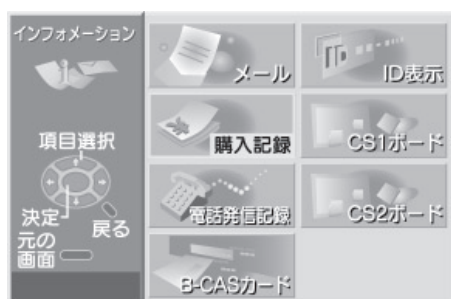 インフォメーション
項目選択
決定
戻る
元の
画面
メール
ID表示
購入記録
CS1ボード
電話発信記録
CS2ボード
B-CASカード